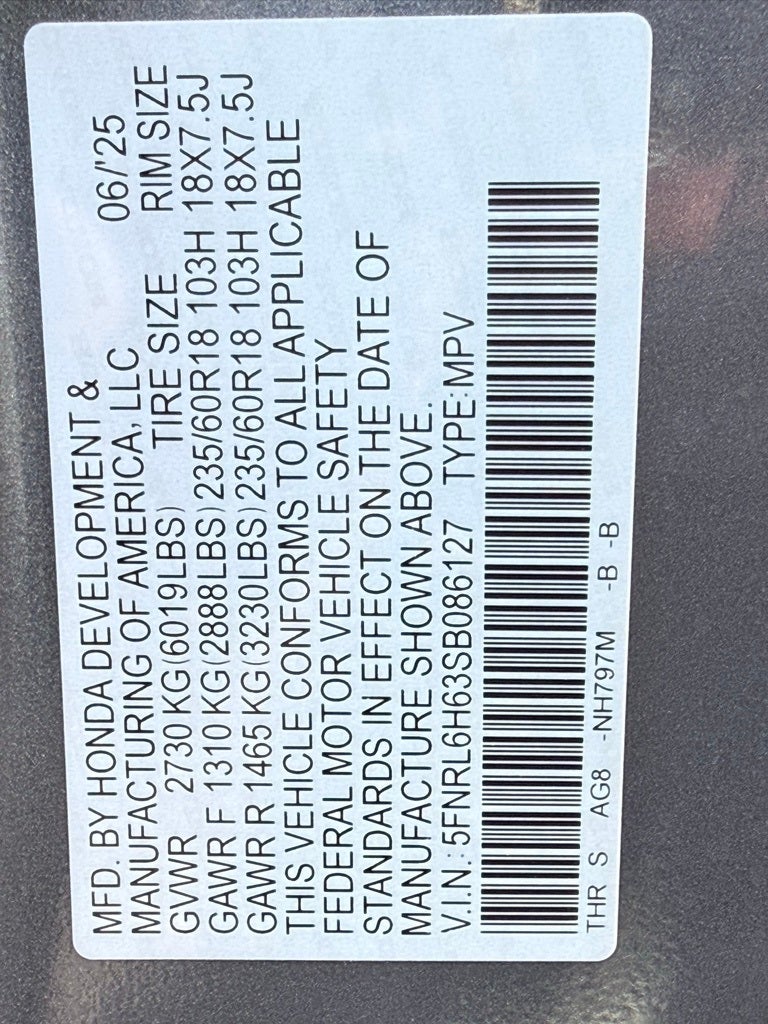 MFD. BY HONDA DEVELOPMENT &
MANUFACTURING OF AMERICA, LLC 06/'25
GVWR 2730 KG(6019LBS) TIRE SIZE RIM SIZE
GAWR F 1310 KG(2888LBS) 235/60R18 103H 18X7.5J
GAWR R 1465 KG(3230LBS) 235/60R18 103H 18X7.5J
THIS VEHICLE CONFORMS TO ALL APPLICABLE
FEDERAL MOTOR VEHICLE SAFETY
STANDARDS IN EFFECT ON THE DATE OF
MANUFACTURE SHOWN ABOVE.
V.I.N.: 5FNRL6H63SB086127 TYPE:MPV
THR S AG8 -NH797M -B -B